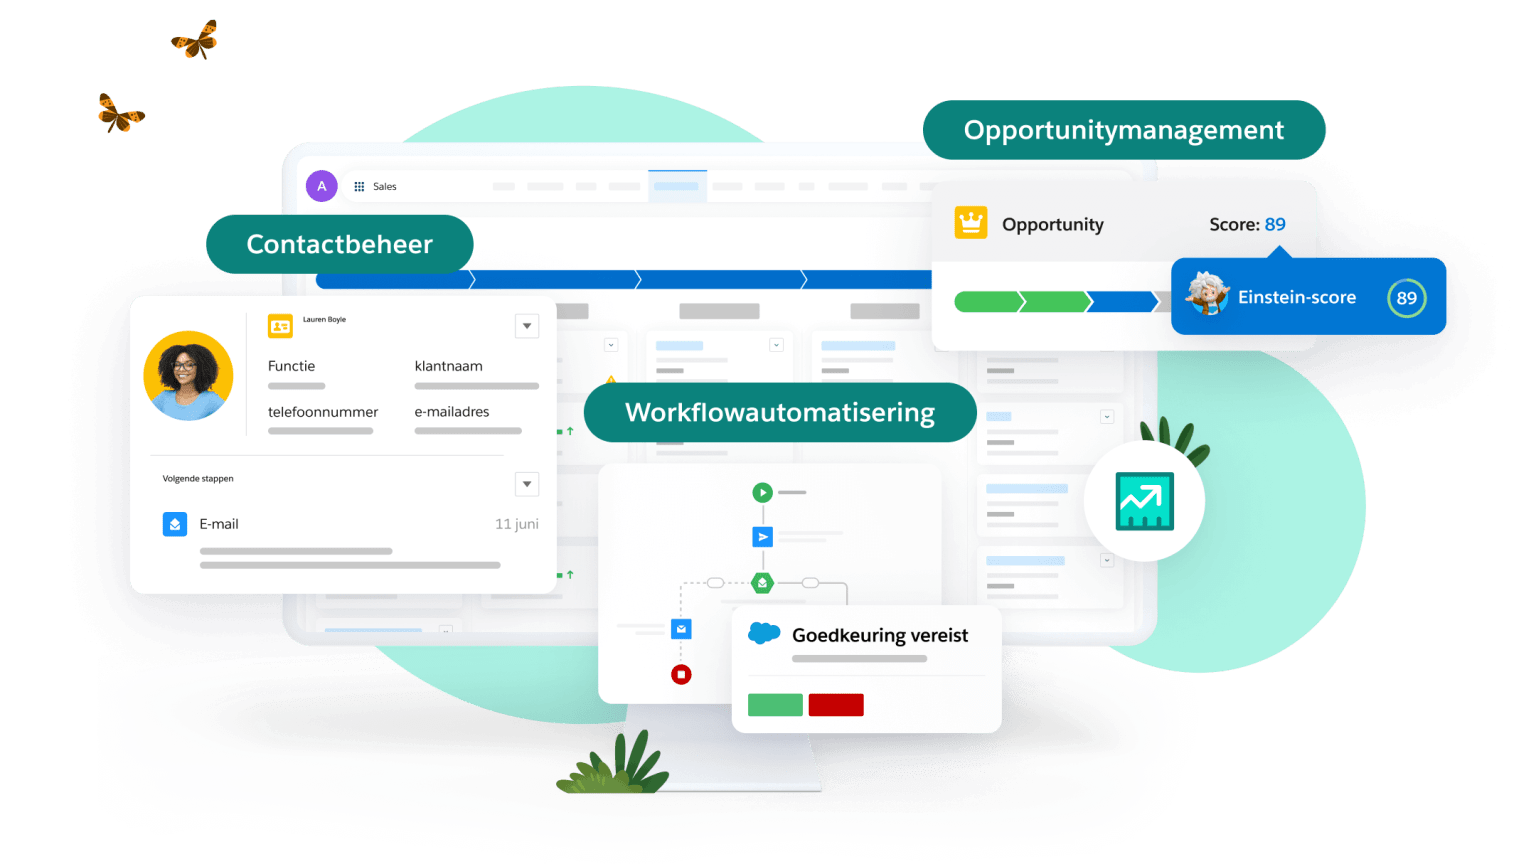 Opportunitymanagement
A
Sales
Contactbeheer
Opportunity
Score: 89
Einstein-score
89
Lauren Boyle
Functie
klantnaam
telefoonnummer
e-mailadres
Workflowautomatisering
Volgende stappen
E-mail
11 juni
Goedkeuring vereist